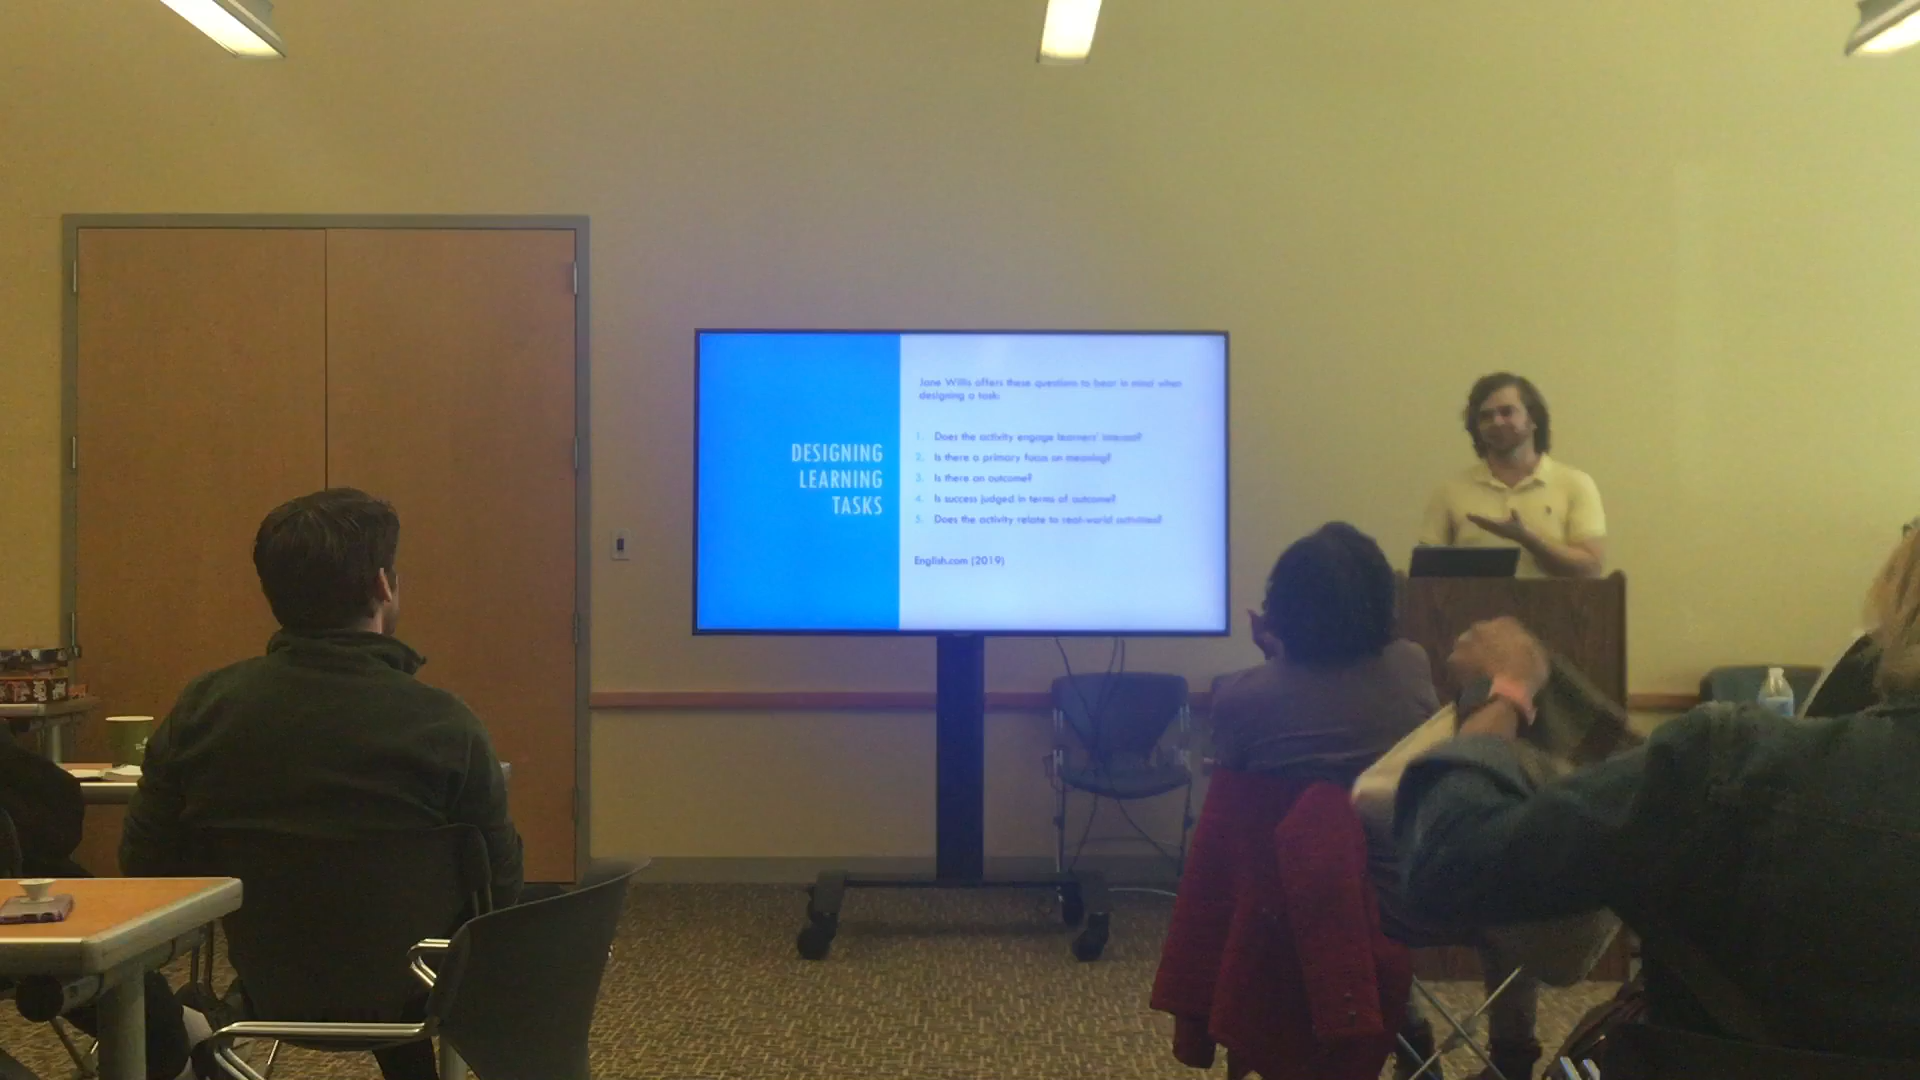 DESIGNING
LEARNING
TASKS
Jane Willis offers these questions to bear in mind when
designing a task:
1. Does the activity engage learners' interest?
2. Is there a primary focus on meaning?
3. Is there an outcome?
4. Is success judged in terms of outcome?
5. Does the activity relate to real-world activities?
English.com (2019)